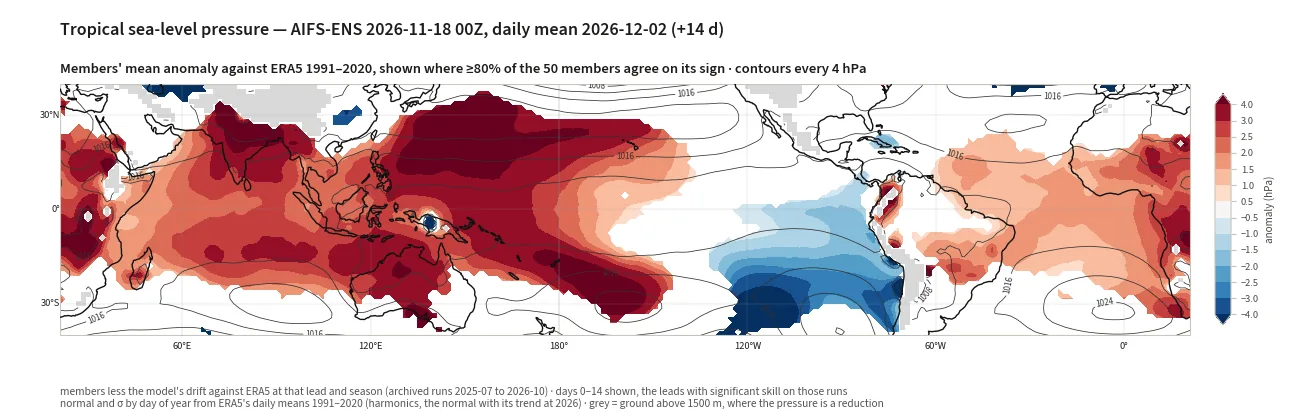 Tropical sea-level pressure — AIFS-ENS 2026-11-18 00Z, daily mean 2026-12-02 (+14 d)
Members' mean anomaly against ERA5 1991–2020, shown where ≥80% of the 50 members agree on its sign · contours every 4 hPa
1008
1016
1016
30°N
1016
1016
1016
1016
0°
30°S
1016
1016
1008
1016
1024
60°E
120°E
180°
120°W
60°W
0°
4.0
3.0
2.5
2.0
1.5
1.0
0.5
−0.5
−1.0
−1.5
−2.0
−2.5
−3.0
−4.0
anomaly (hPa)
members less the model's drift against ERA5 at that lead and season (archived runs 2025-07 to 2026-10) · days 0–14 shown, the leads with significant skill on those runs
normal and σ by day of year from ERA5's daily means 1991–2020 (harmonics, the normal with its trend at 2026) · grey = ground above 1500 m, where the pressure is a reduction